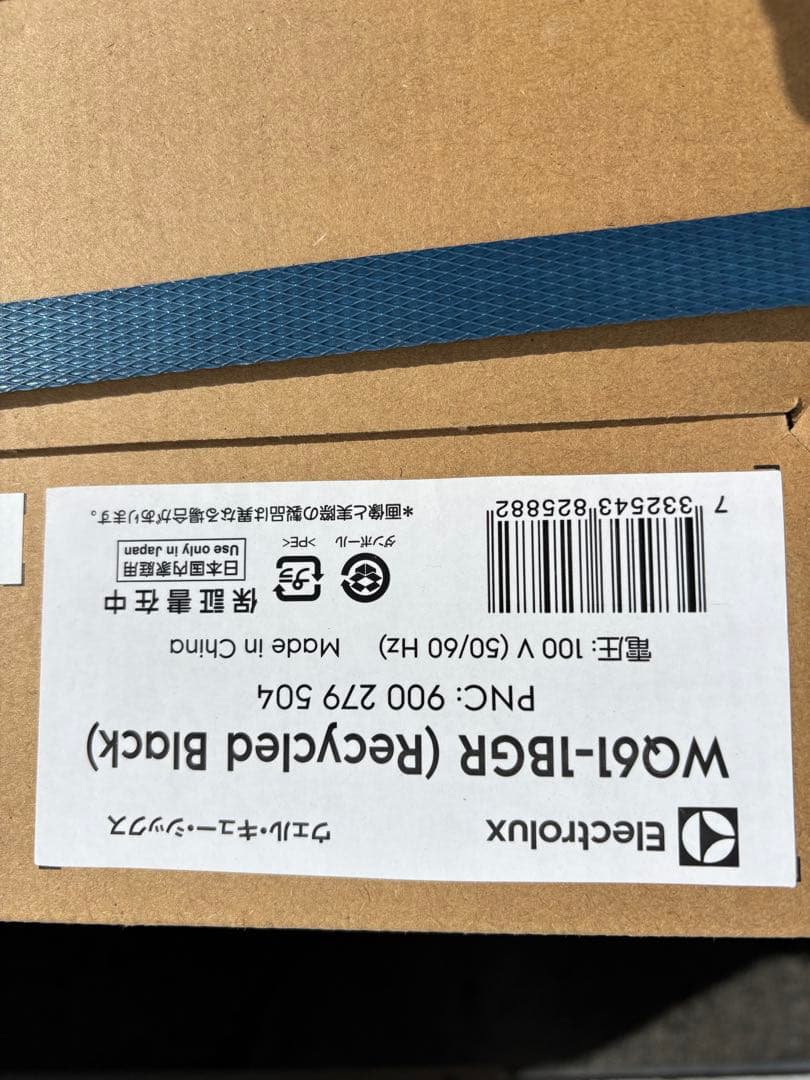 Electrolux ウェル・キュー・シックス
WQ61-1BGR (Recycled Black)
PNC: 900 279 504
電圧: 100 V (50/60 Hz) Made in China
保証書在中
日本国内家庭用
Use only in Japan
プラ
>PE<
ダンボール
*画像と実際の製品は異なる場合があります。
7 332543 825882